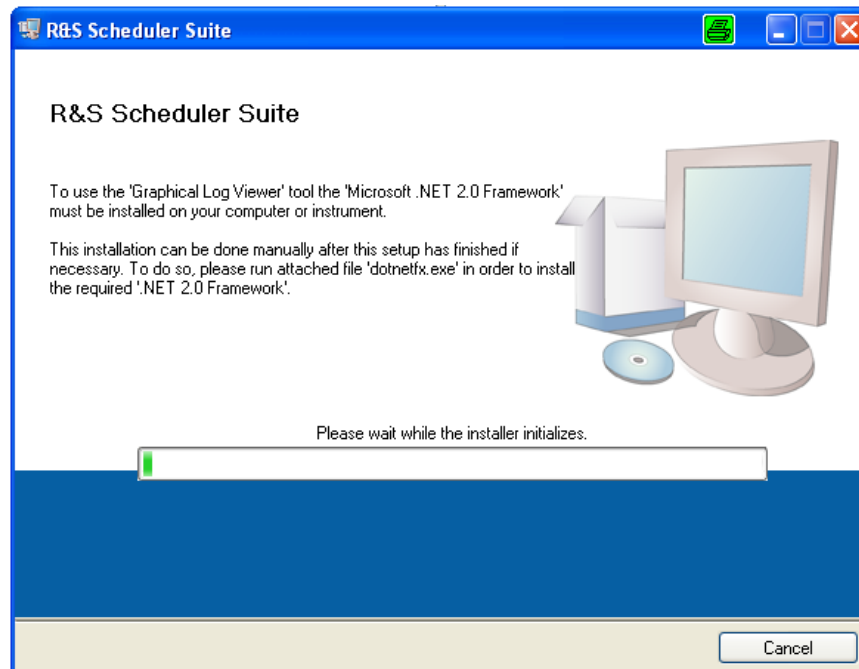 R&S Scheduler Suite
R&S Scheduler Suite
To use the 'Graphical Log Viewer' tool the 'Microsoft .NET 2.0 Framework'
must be installed on your computer or instrument.
This installation can be done manually after this setup has finished if
necessary. To do so, please run attached file 'dotnetfx.exe' in order to install
the required '.NET 2.0 Framework'.
Please wait while the installer initializes.
Cancel